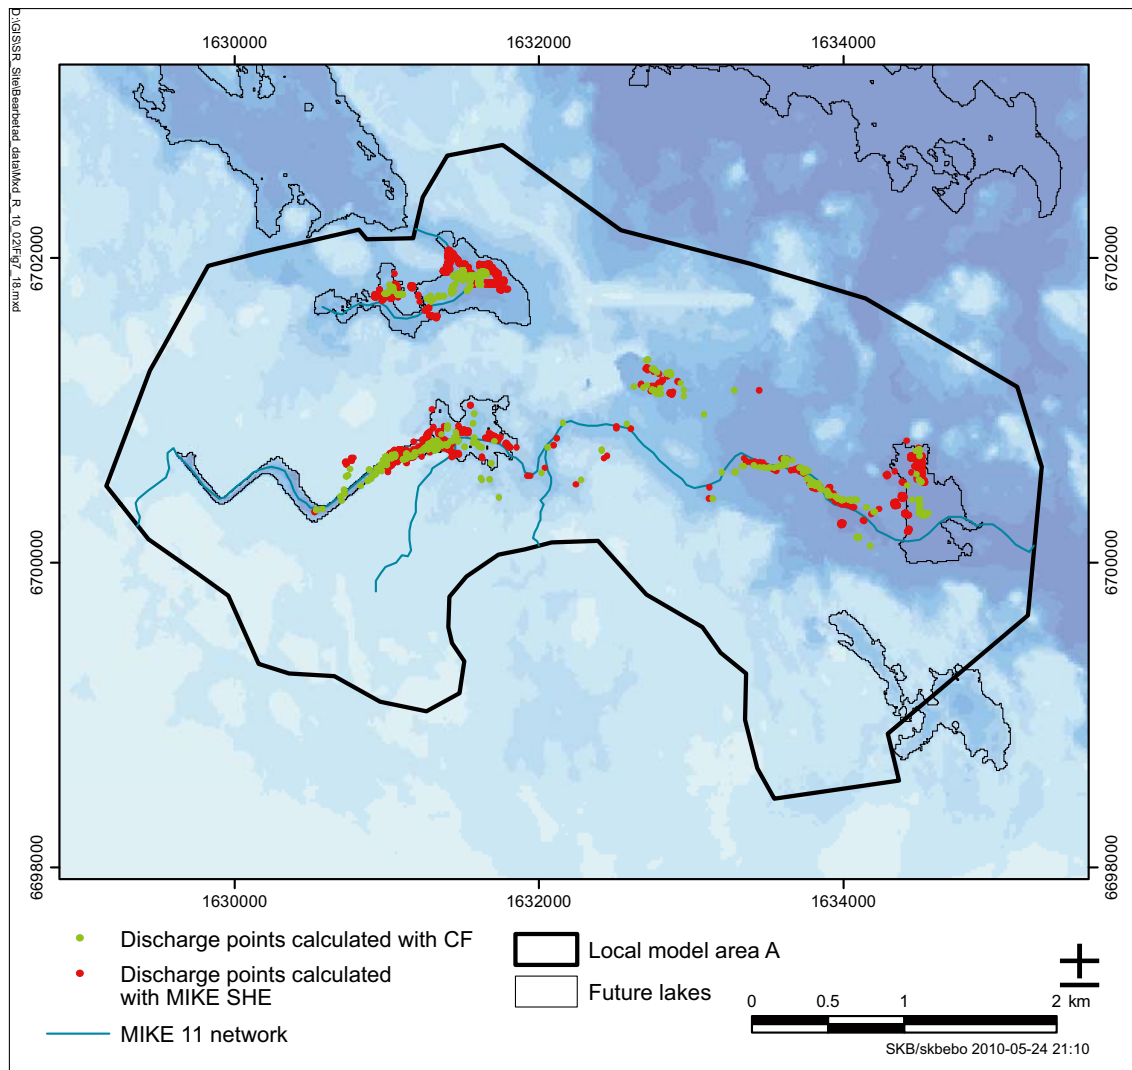 D:\GIS\SR_Site\Bearbetad_data\Mxd_R_10_02\Fig7_18.mxd
1630000 1632000 1634000
6702000 6702000
6700000 6700000
6698000 6698000
1630000 1632000 1634000
Discharge points calculated with CF
Discharge points calculated
with MIKE SHE
MIKE 11 network
Local model area A
Future lakes
0 0.5 1 2 km
SKB/skbebo 2010-05-24 21:10